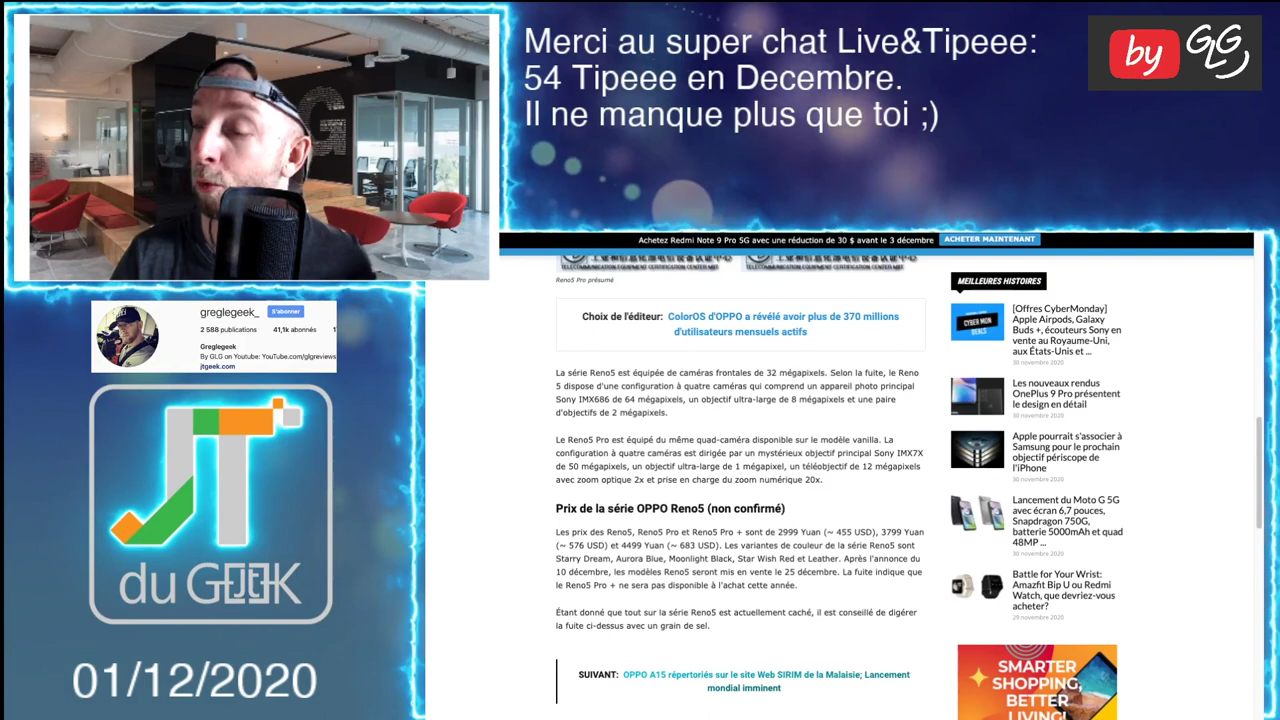 Merci au super chat Live&Tipeee:
54 Tipeee en Decembre.
Il ne manque plus que toi ;)
by GLG
greglegeek_ S'abonner
2 588 publications 41,1k abonnés 1
Greglegeek
By GLG on Youtube: YouTube.com/glgreviews
jtgeek.com
JT
du GEEK
01/12/2020
Achetez Redmi Note 9 Pro 5G avec une réduction de 30 $ avant le 3 décembre ACHETER MAINTENANT
TELECOMMUNICATION EQUIPMENT CERTIFICATION CENTER MIIT TELECOMMUNICATION EQUIPMENT CERTIFICATION CENTER MIIT
Reno5 Pro présumé
Choix de l'éditeur: ColorOS d'OPPO a révélé avoir plus de 370 millions
d'utilisateurs mensuels actifs
La série Reno5 est équipée de caméras frontales de 32 mégapixels. Selon la fuite, le Reno
5 dispose d'une configuration à quatre caméras qui comprend un appareil photo principal
Sony IMX686 de 64 mégapixels, un objectif ultra-large de 8 mégapixels et une paire
d'objectifs de 2 mégapixels.
Le Reno5 Pro est équipé du même quad-caméra disponible sur le modèle vanilla. La
configuration à quatre caméras est dirigée par un mystérieux objectif principal Sony IMX7X
de 50 mégapixels, un objectif ultra-large de 1 mégapixel, un téléobjectif de 12 mégapixels
avec zoom optique 2x et prise en charge du zoom numérique 20x.
Prix de la série OPPO Reno5 (non confirmé)
Les prix des Reno5, Reno5 Pro et Reno5 Pro + sont de 2999 Yuan (~ 455 USD), 3799 Yuan
(~ 576 USD) et 4499 Yuan (~ 683 USD). Les variantes de couleur de la série Reno5 sont
Starry Dream, Aurora Blue, Moonlight Black, Star Wish Red et Leather. Après l'annonce du
10 décembre, les modèles Reno5 seront mis en vente le 25 décembre. La fuite indique que
le Reno5 Pro + ne sera pas disponible à l'achat cette année.
Étant donné que tout sur la série Reno5 est actuellement caché, il est conseillé de digérer
la fuite ci-dessus avec un grain de sel.
SUIVANT: OPPO A15 répertoriés sur le site Web SIRIM de la Malaisie; Lancement
mondial imminent
MEILLEURES HISTOIRES
CYBER MON
DEALS
[Offres CyberMonday]
Apple Airpods, Galaxy
Buds +, écouteurs Sony en
vente au Royaume-Uni,
aux États-Unis et ...
30 novembre 2020
Les nouveaux rendus
OnePlus 9 Pro présentent
le design en détail
30 novembre 2020
Apple pourrait s'associer à
Samsung pour le prochain
objectif périscope de
l'iPhone
30 novembre 2020
Lancement du Moto G 5G
avec écran 6,7 pouces,
Snapdragon 750G,
batterie 5000mAh et quad
48MP ...
30 novembre 2020
Battle for Your Wrist:
Amazfit Bip U ou Redmi
Watch, que devriez-vous
acheter?
29 novembre 2020
SMARTER
SHOPPING,
BETTER
LIVING!